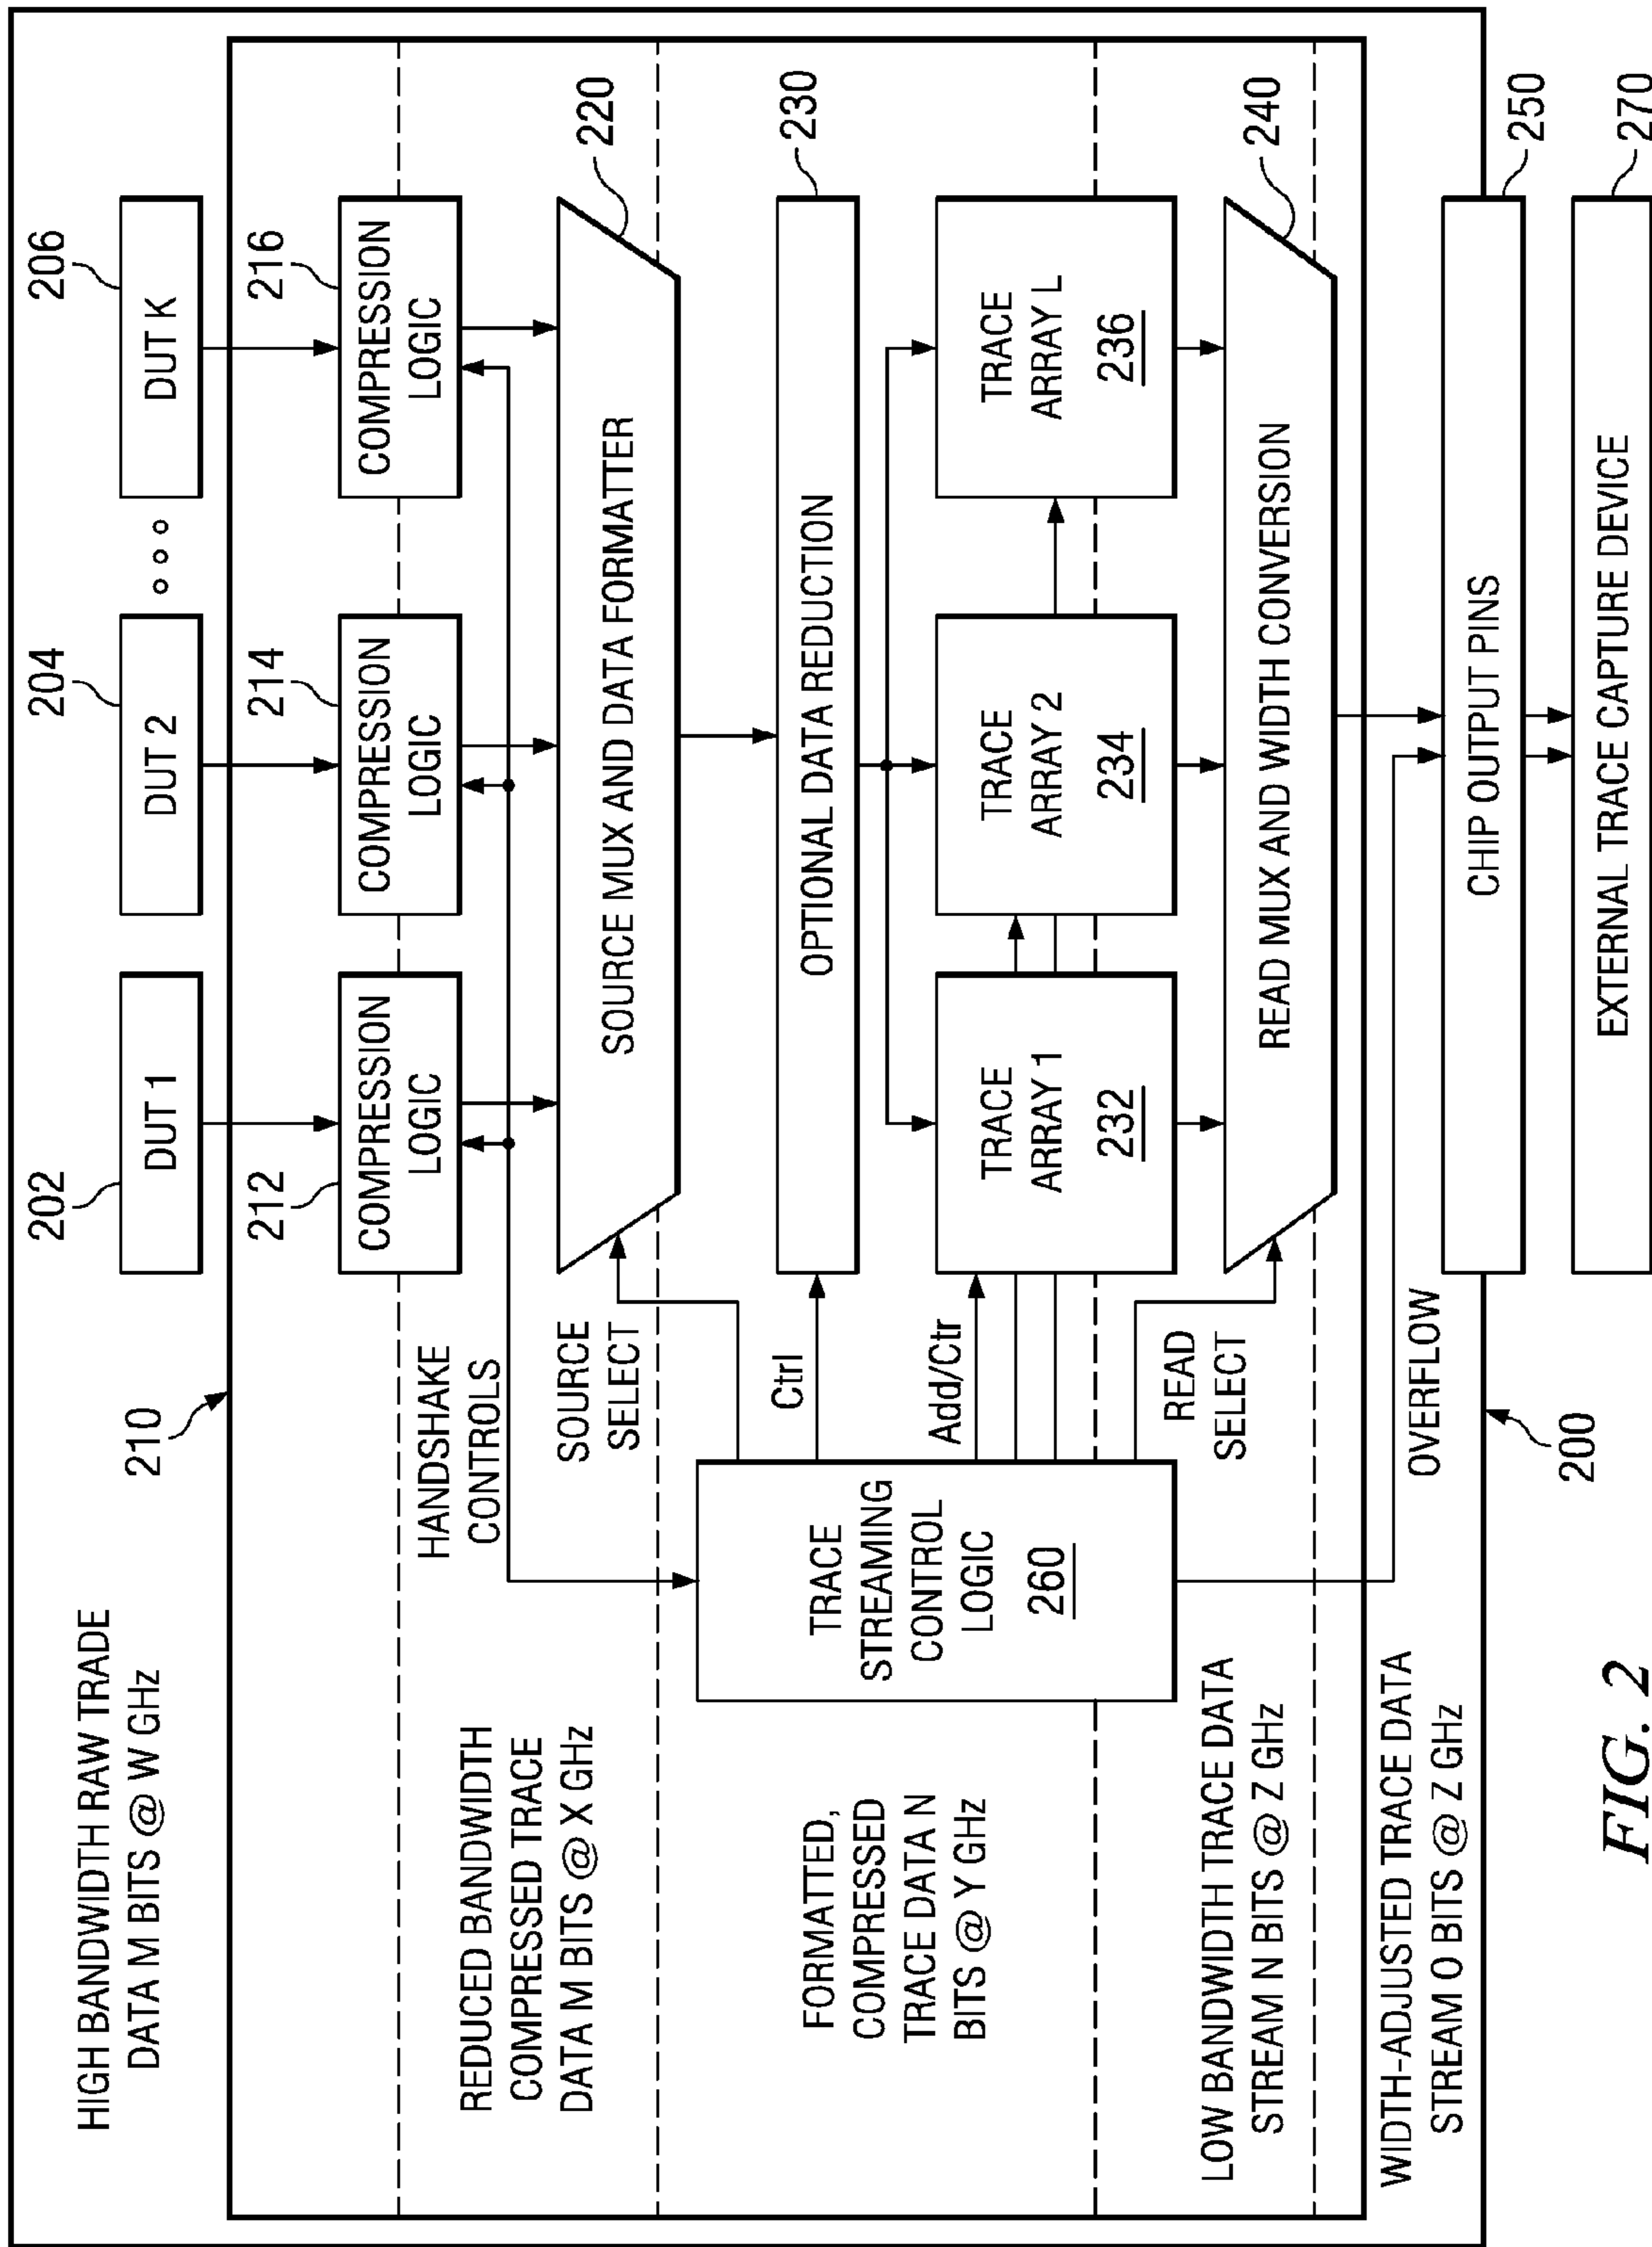 HIGH BANDWIDTH RAW TRADE
DATA M BITS @ W GHz
210
202
204
206
DUT 1
DUT 2
DUT K
212
214
216
COMPRESSION
LOGIC
COMPRESSION
LOGIC
COMPRESSION
LOGIC
HANDSHAKE
CONTROLS
REDUCED BANDWIDTH
COMPRESSED TRACE
DATA M BITS @ X GHz
SOURCE
SELECT
SOURCE MUX AND DATA FORMATTER
220
TRACE
STREAMING
CONTROL
LOGIC
260
Ctrl
OPTIONAL DATA REDUCTION
230
FORMATTED,
COMPRESSED
TRACE DATA N
BITS @ Y GHz
Add/Ctr
TRACE
ARRAY 1
232
TRACE
ARRAY 2
234
TRACE
ARRAY L
236
LOW BANDWIDTH TRACE DATA
STREAM N BITS @ Z GHz
READ
SELECT
READ MUX AND WIDTH CONVERSION
240
WIDTH-ADJUSTED TRACE DATA
STREAM O BITS @ Z GHz
OVERFLOW
CHIP OUTPUT PINS
250
200
EXTERNAL TRACE CAPTURE DEVICE
270
FIG. 2